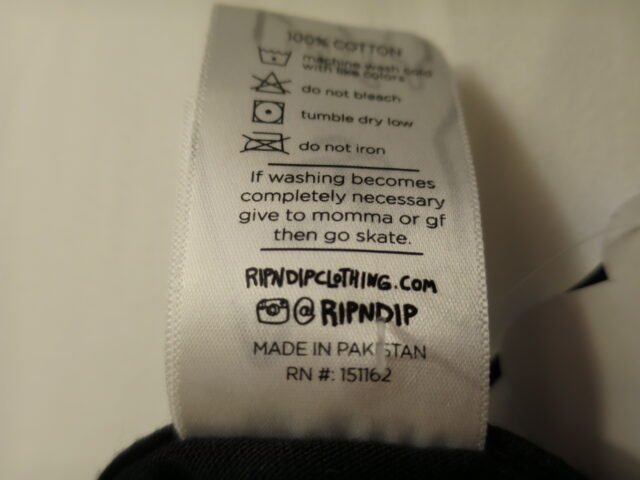 100% COTTON
machine wash cold
with like colors
do not bleach
tumble dry low
do not iron
If washing becomes
completely necessary
give to momma or gf
then go skate.
RIPNDIPCLOTHING.COM
@RIPNDIP
MADE IN PAKISTAN
RN #: 151162